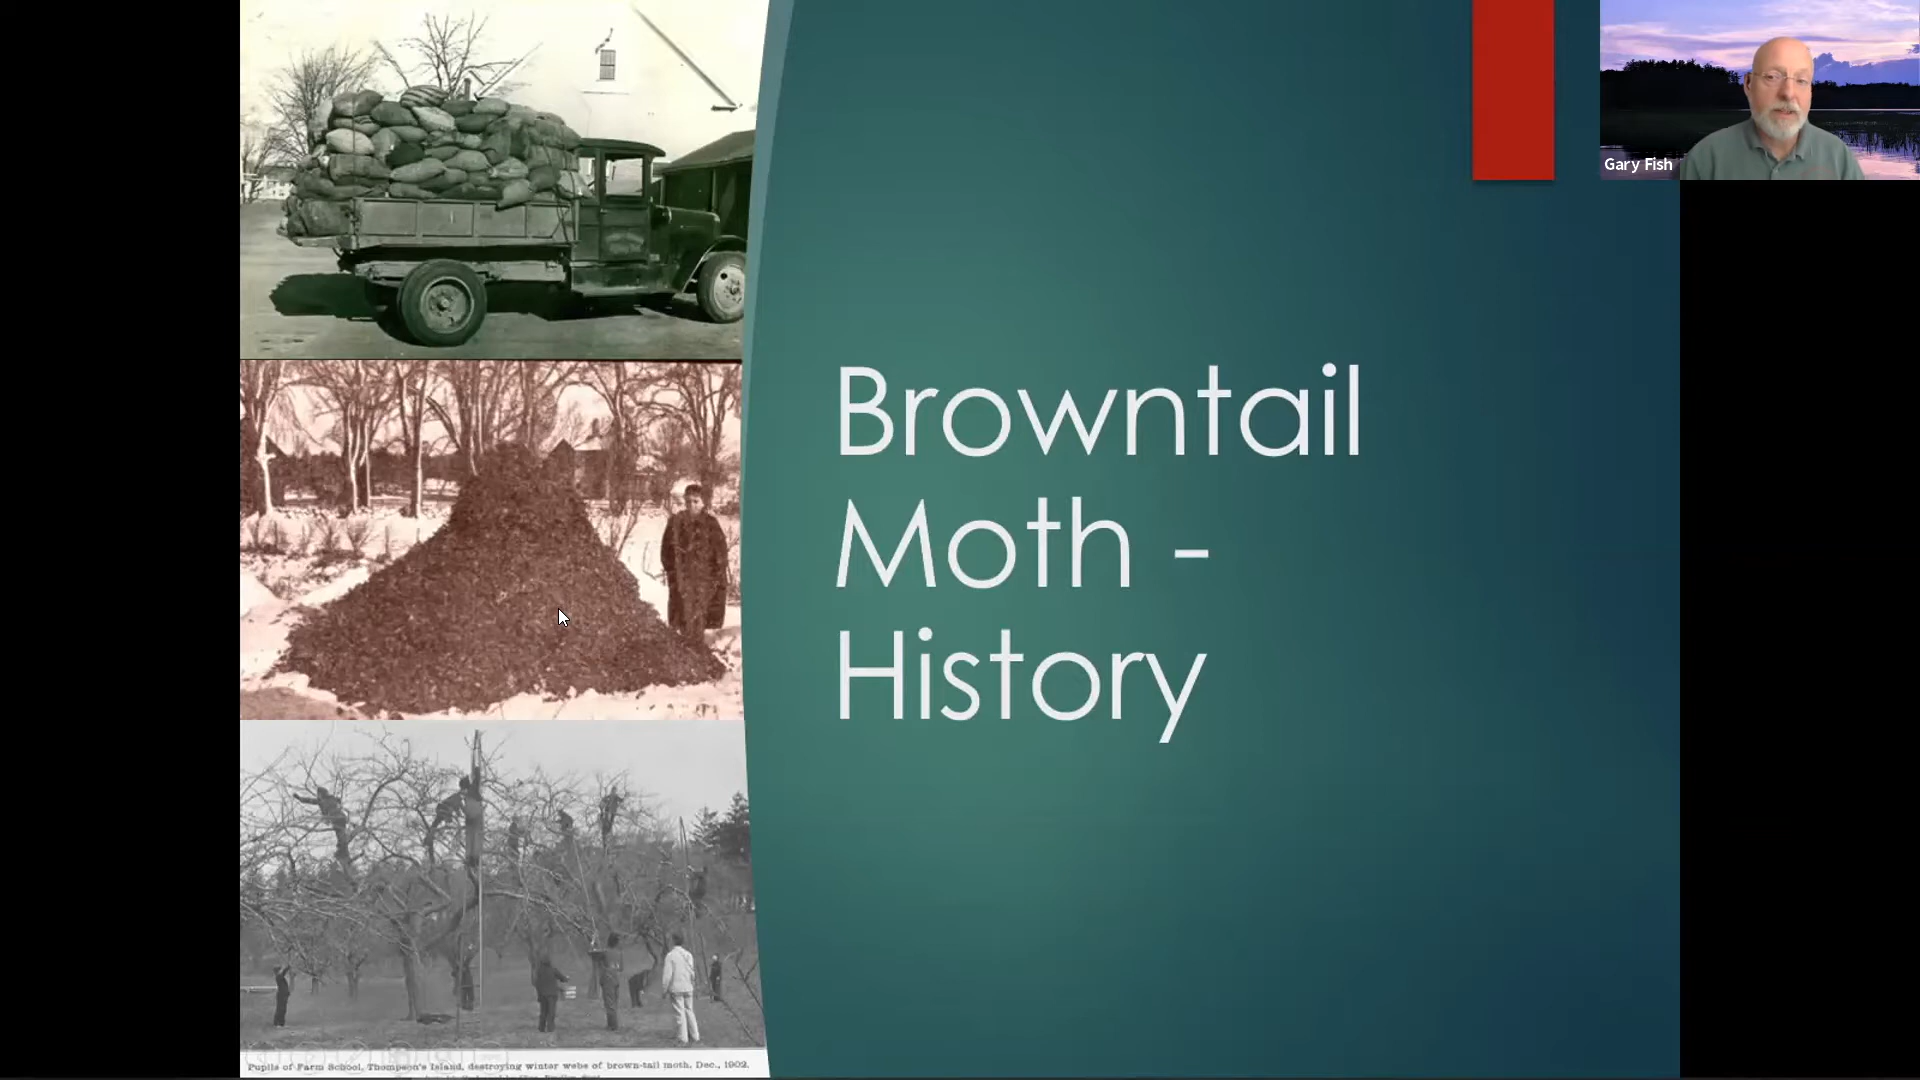 Gary Fish
Browntail
Moth -
History
Pupils of Farm School, Thompson's Island, destroying winter webs of brown-tail moth, Dec., 1902.